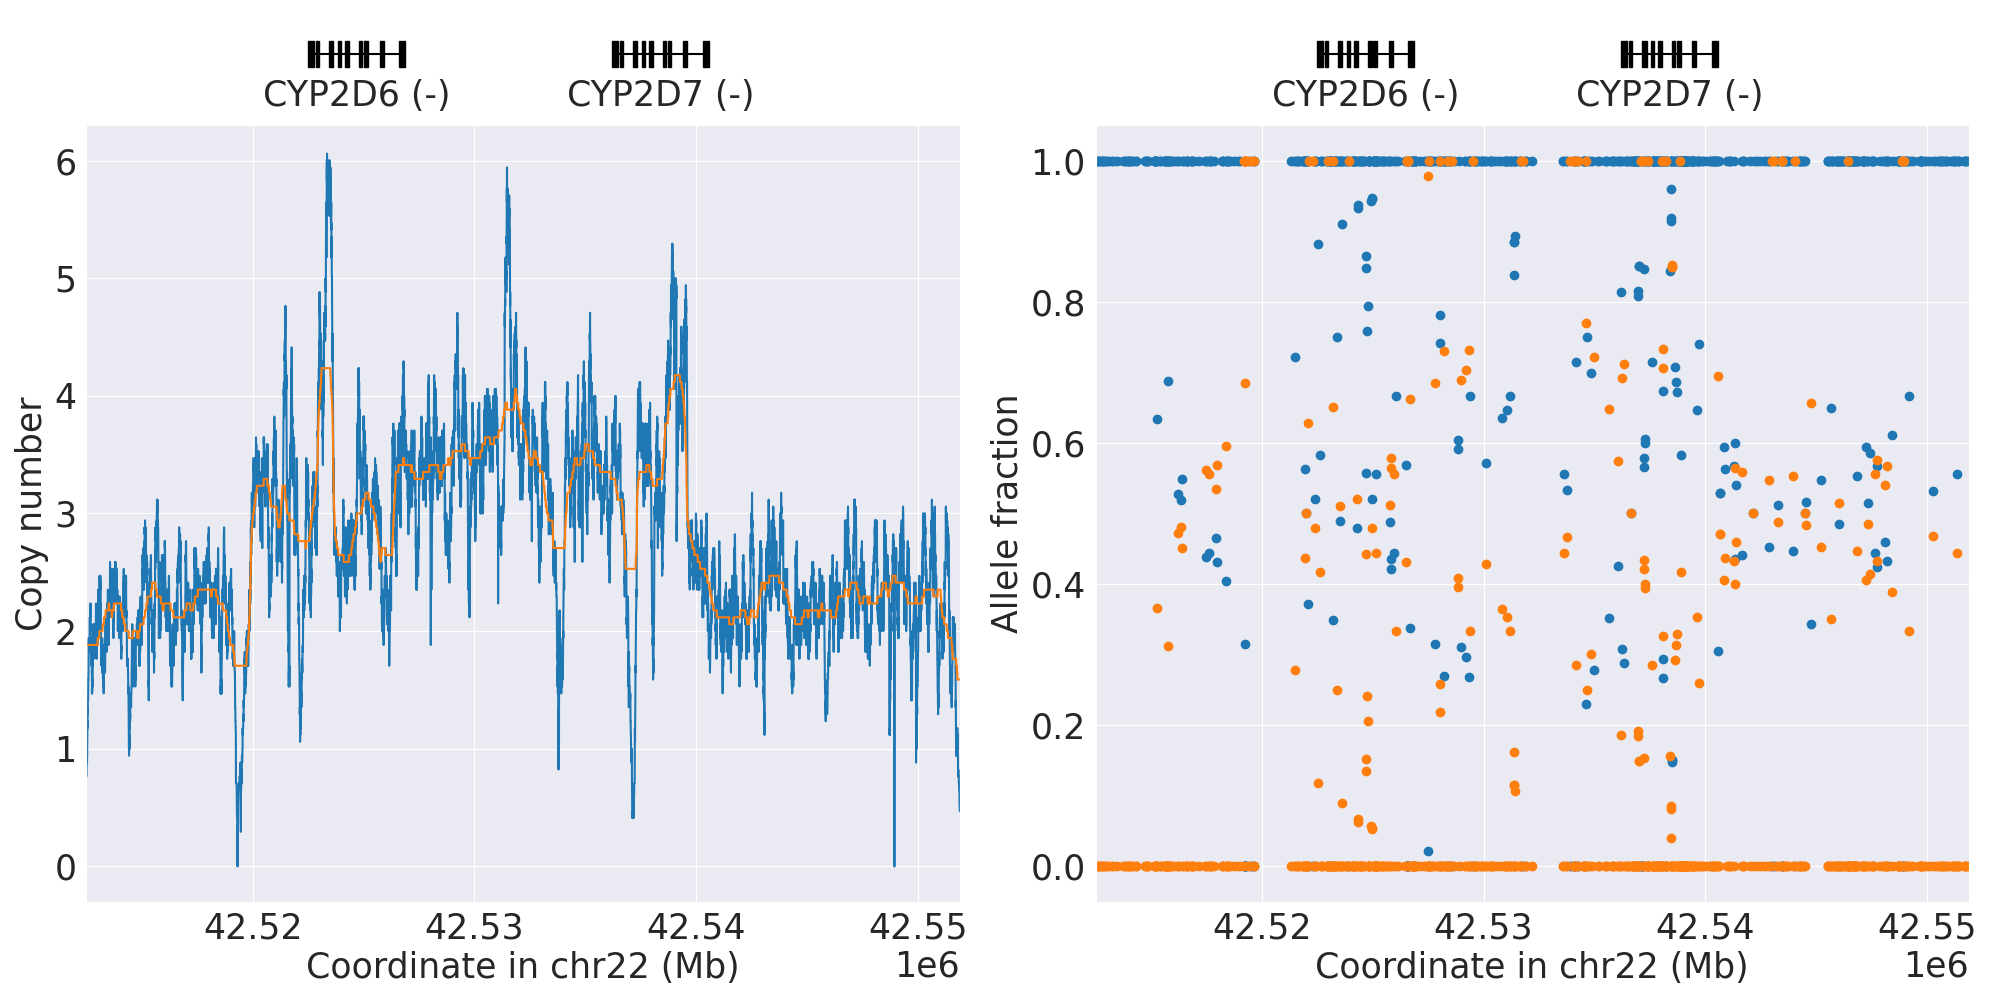 CYP2D6 (-) CYP2D7 (-)
6
5
4
3
2
1
0
Copy number
42.52 42.53 42.54 42.55
Coordinate in chr22 (Mb) 1e6
CYP2D6 (-) CYP2D7 (-)
1.0
0.8
0.6
0.4
0.2
0.0
Allele fraction
42.52 42.53 42.54 42.55
Coordinate in chr22 (Mb) 1e6